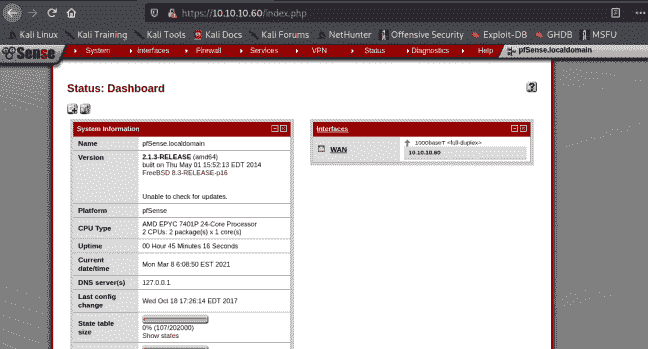 https://10.10.10.60/index.php
Kali Linux Kali Training Kali Tools Kali Docs Kali Forums NetHunter Offensive Security Exploit-DB GHDB MSFU
Sense System Interfaces Firewall Services VPN Status Diagnostics Help pfSense.localdomain
Status: Dashboard
System Information
Name pfSense.localdomain
Version 2.1.3-RELEASE (amd64)
built on Thu May 01 15:52:13 EDT 2014
FreeBSD 8.3-RELEASE-p16
Unable to check for updates.
Platform pfSense
CPU Type AMD EPYC 7401P 24-Core Processor
2 CPUs: 2 package(s) x 1 core(s)
Uptime 00 Hour 45 Minutes 16 Seconds
Current date/time Mon Mar 8 6:08:50 EST 2021
DNS server(s) 127.0.0.1
Last config change Wed Oct 18 17:26:14 EDT 2017
State table size 0% (107/202000)
Show states
Interfaces
WAN 1000baseT <full-duplex>
10.10.10.60